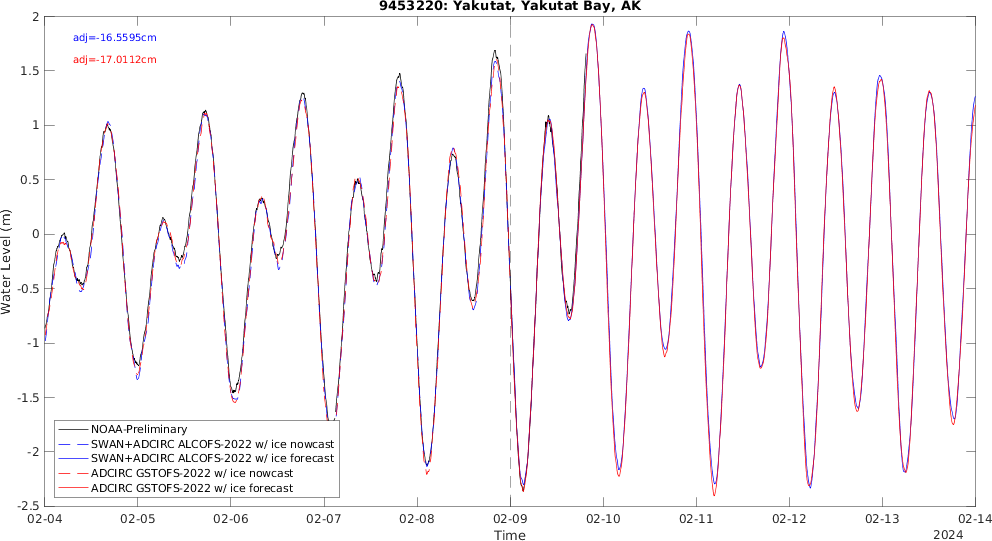 9453220: Yakutat, Yakutat Bay, AK
adj=-16.5595cm
adj=-17.0112cm
Water Level (m)
2
1.5
1
0.5
0
-0.5
-1
-1.5
-2
-2.5
NOAA-Preliminary
SWAN+ADCIRC ALCOFS-2022 w/ ice nowcast
SWAN+ADCIRC ALCOFS-2022 w/ ice forecast
ADCIRC GSTOFS-2022 w/ ice nowcast
ADCIRC GSTOFS-2022 w/ ice forecast
02-04 02-05 02-06 02-07 02-08 02-09 02-10 02-11 02-12 02-13 02-14
Time
2024